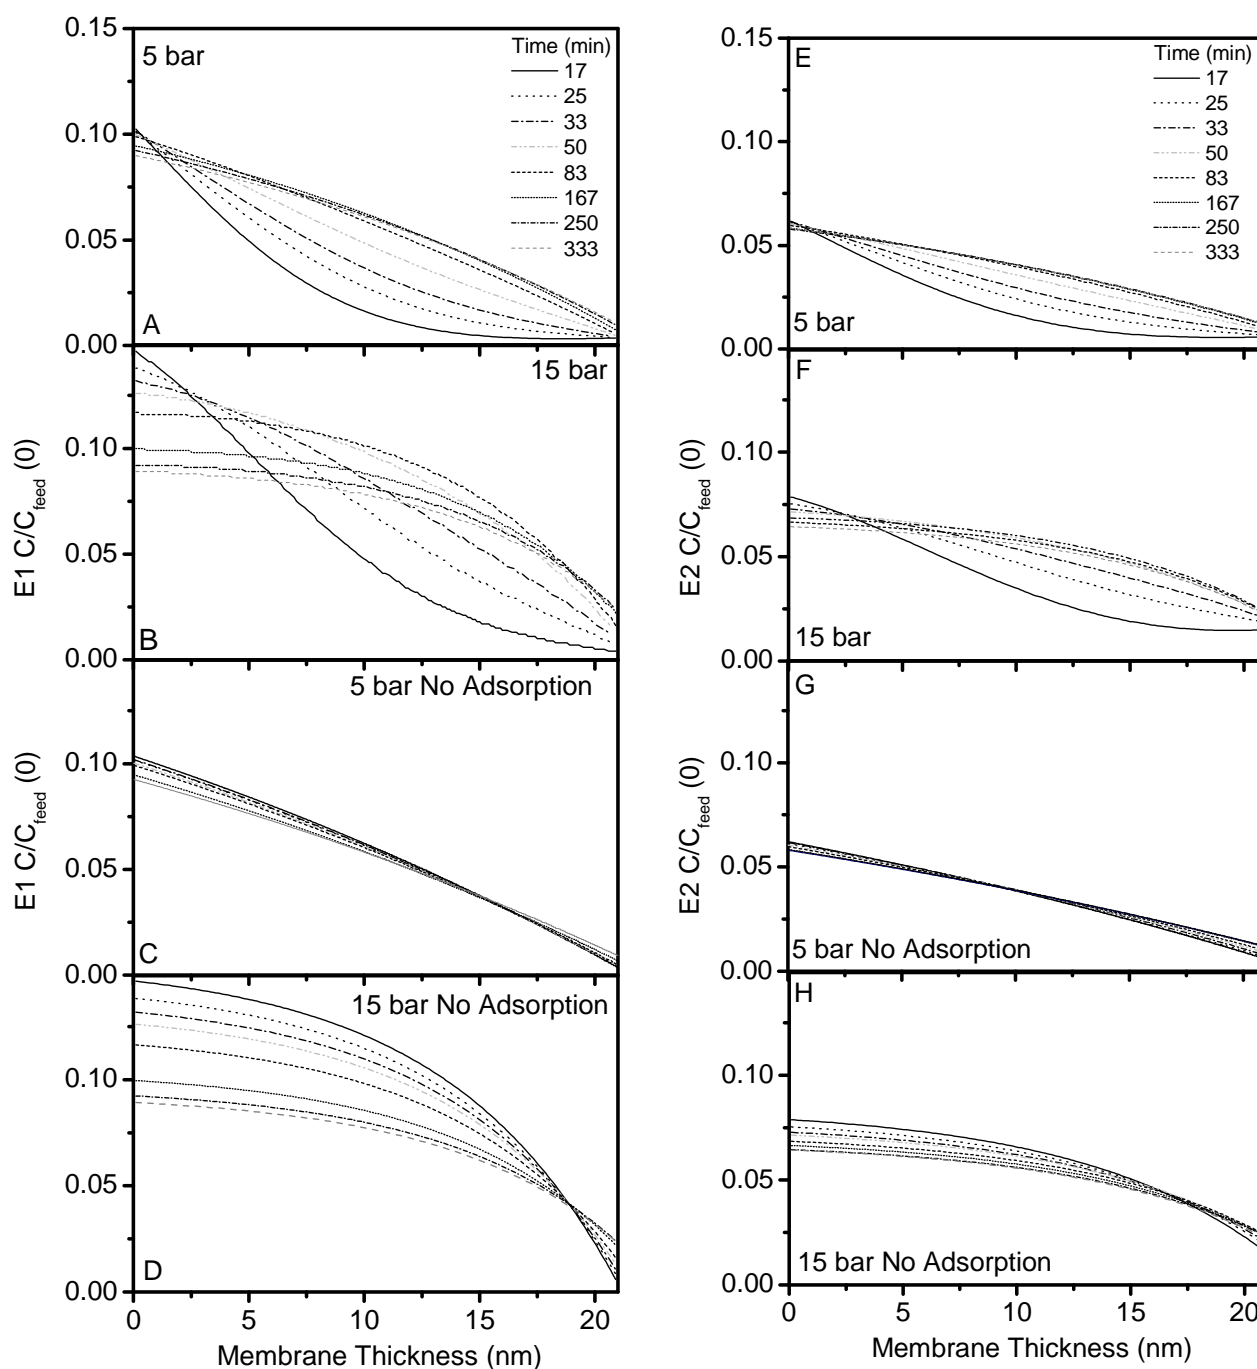 0.15
5 bar
Time (min)
17
25
33
50
83
167
250
333
0.10
0.05
A
0.00
15 bar
0.10
E1 C/C_feed (0)
0.05
B
0.00
5 bar No Adsorption
0.10
E1 C/C_feed (0)
0.05
C
0.00
15 bar No Adsorption
0.10
0.05
D
0.00
0 5 10 15 20
Membrane Thickness (nm)
0.15
E
Time (min)
17
25
33
50
83
167
250
333
0.10
0.05
5 bar
0.00
F
0.10
E2 C/C_feed (0)
0.05
15 bar
0.00
G
0.10
E2 C/C_feed (0)
0.05
5 bar No Adsorption
0.00
H
0.10
0.05
15 bar No Adsorption
0.00
0 5 10 15 20
Membrane Thickness (nm)